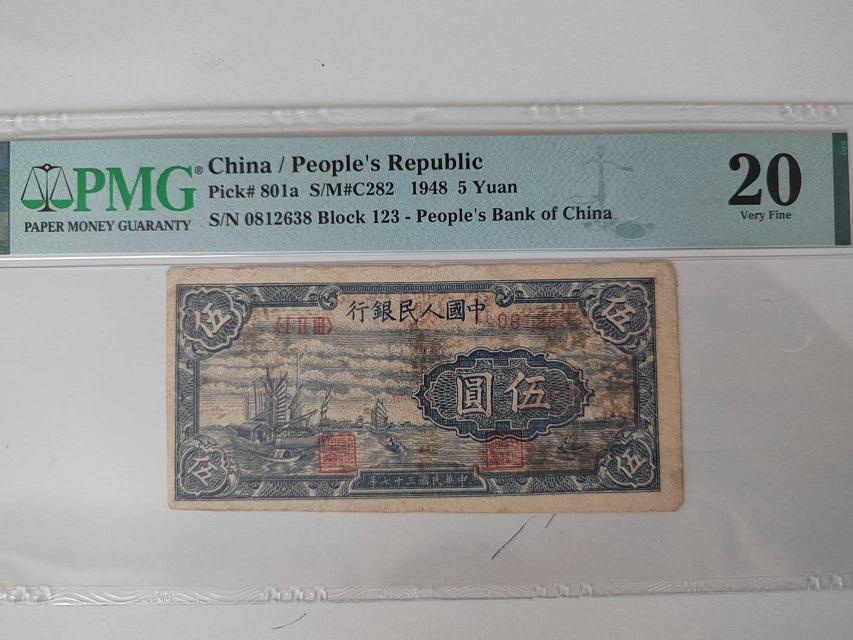 PMG®
PAPER MONEY GUARANTY
China / People's Republic
Pick# 801a S/M#C282 1948 5 Yuan
S/N 0812638 Block 123 - People's Bank of China
20
Very Fine
伍
行銀民人國中
伍
〈I II III〉
圓伍
伍
年七十三國民華中
伍